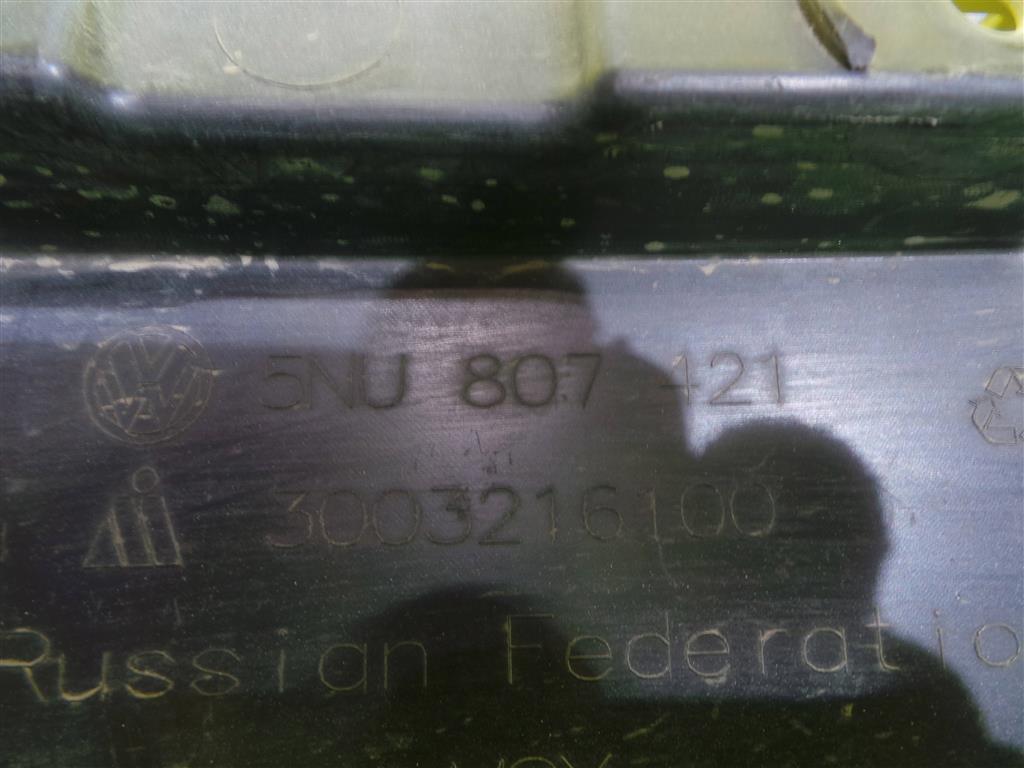 5NU 807 421
3003216100
Russian Federatio